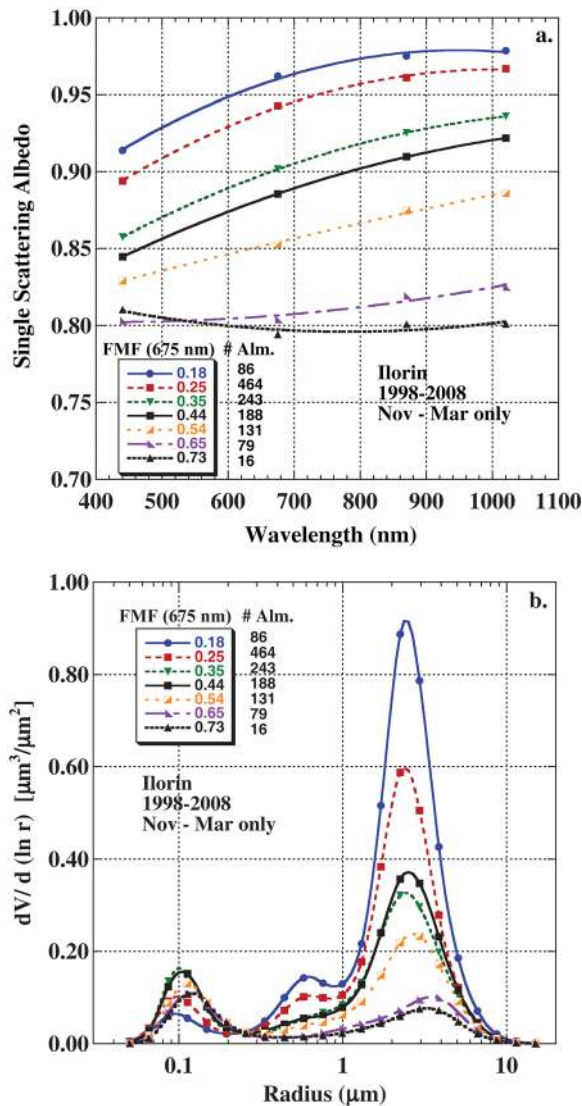 a.
1.00
0.95
0.90
0.85
0.80
0.75
0.70
Single Scattering Albedo
FMF (675 nm) # Alm.
0.18 86
0.25 464
0.35 243
0.44 188
0.54 131
0.65 79
0.73 16
Ilorin
1998-2008
Nov - Mar only
400 500 600 700 800 900 1000 1100
Wavelength (nm)
b.
1.00
0.80
0.60
0.40
0.20
0.00
dV/ d (ln r) [μm³/μm²]
FMF (675 nm) # Alm.
0.18 86
0.25 464
0.35 243
0.44 188
0.54 131
0.65 79
0.73 16
Ilorin
1998-2008
Nov - Mar only
0.1 1 10
Radius (μm)